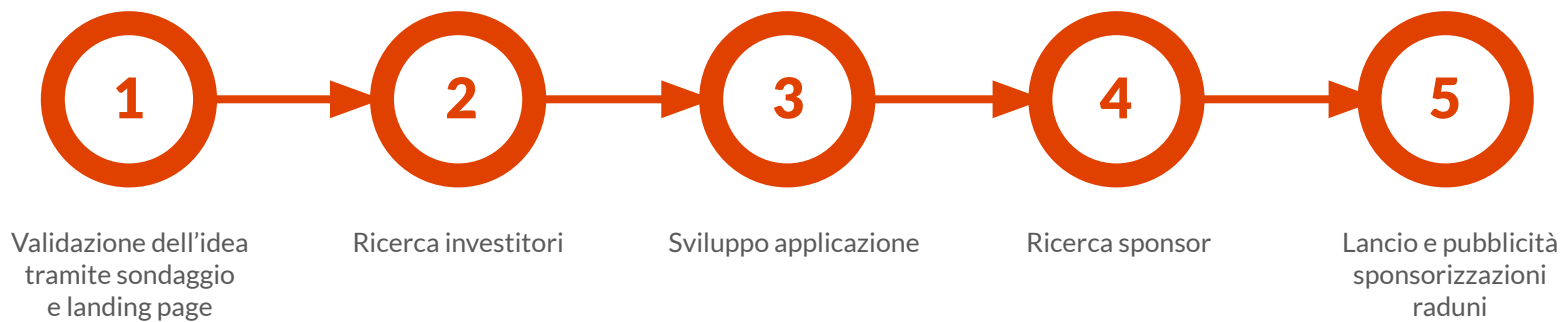 1
2
3
4
5
Validazione dell’idea
tramite sondaggio
e landing page
Ricerca investitori
Sviluppo applicazione
Ricerca sponsor
Lancio e pubblicità
sponsorizzazioni
raduni